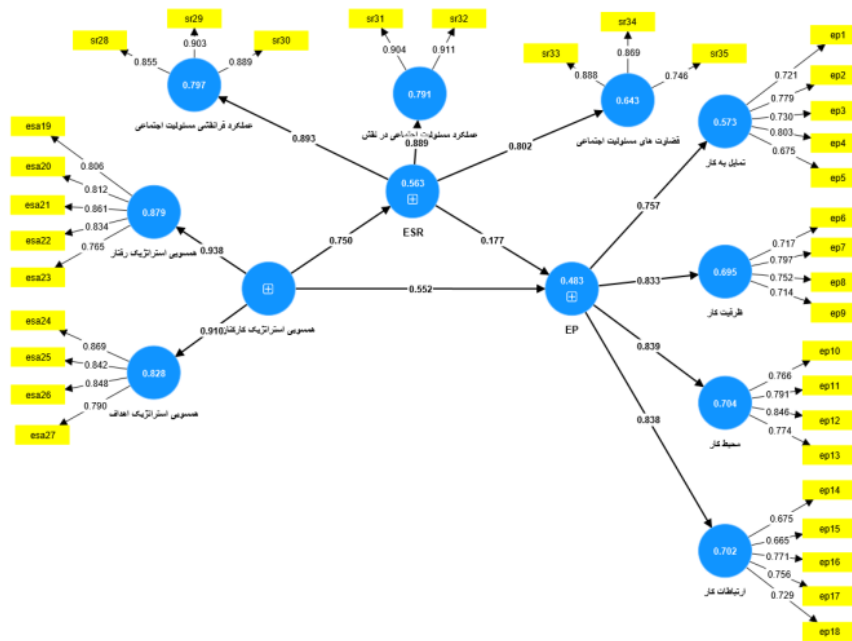 sr29
sr28
sr30
0.903
0.855
0.889
0.797
عملکرد فرانقشی مسئولیت اجتماعی
sr31
sr32
0.904
0.911
0.791
عملکرد مسئولیت اجتماعی در نقش
sr34
sr33
sr35
0.869
0.888
0.746
0.643
قضاوت های مسئولیت اجتماعی
0.893
0.889
0.802
0.563
ESR
0.750
0.177
esa19
esa20
esa21
esa22
esa23
0.806
0.812
0.861
0.834
0.765
0.879
همسویی استراتژیک رفتار
0.938
همسویی استراتژیک کارکنان
0.552
0.910
esa24
esa25
esa26
esa27
0.869
0.842
0.848
0.790
0.828
همسویی استراتژیک اهداف
0.483
EP
0.757
0.833
0.839
0.838
0.573
تمایل به کار
0.721
0.779
0.730
0.803
0.675
ep1
ep2
ep3
ep4
ep5
0.695
ظرفیت کار
0.717
0.797
0.752
0.714
ep6
ep7
ep8
ep9
0.704
محیط کار
0.766
0.791
0.846
0.774
ep10
ep11
ep12
ep13
0.702
ارتباطات کار
0.675
0.665
0.771
0.756
0.729
ep14
ep15
ep16
ep17
ep18